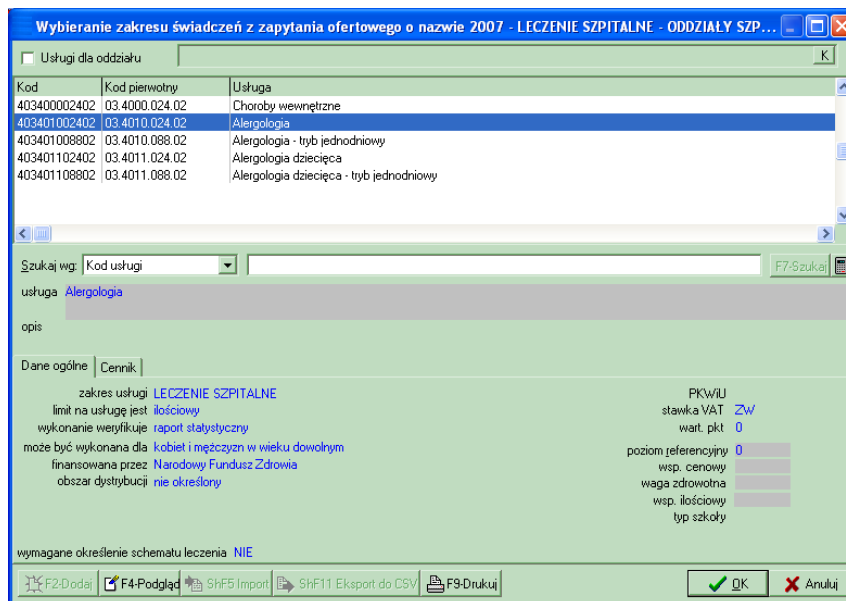 Wybieranie zakresu świadczeń z zapytania ofertowego o nazwie 2007 - LECZENIE SZPITALNE - ODDZIAŁY SZP...
Usługi dla oddziału K
Kod Kod pierwotny Usługa
403400002402 03.4000.024.02 Choroby wewnętrzne
403401002402 03.4010.024.02 Alergologia
403401008802 03.4010.088.02 Alergologia - tryb jednodniowy
403401102402 03.4011.024.02 Alergologia dziecięca
403401108802 03.4011.088.02 Alergologia dziecięca - tryb jednodniowy
Szukaj wg: Kod usługi F7-Szukaj
usługa Alergologia
opis
Dane ogólne Cennik
zakres usługi LECZENIE SZPITALNE PKWiU
limit na usługę jest ilościowy stawka VAT ZW
wykonanie weryfikuje raport statystyczny wart. pkt 0
może być wykonana dla kobiet i mężczyzn w wieku dowolnym poziom referencyjny 0
finansowana przez Narodowy Fundusz Zdrowia wsp. cenowy
obszar dystrybucji nie określony waga zdrowotna
wsp. ilościowy
typ szkoły
wymagane określenie schematu leczenia NIE
F2-Dodaj F4-Podgląd ShF5 Import ShF11 Eksport do CSV F9-Drukuj OK Anuluj